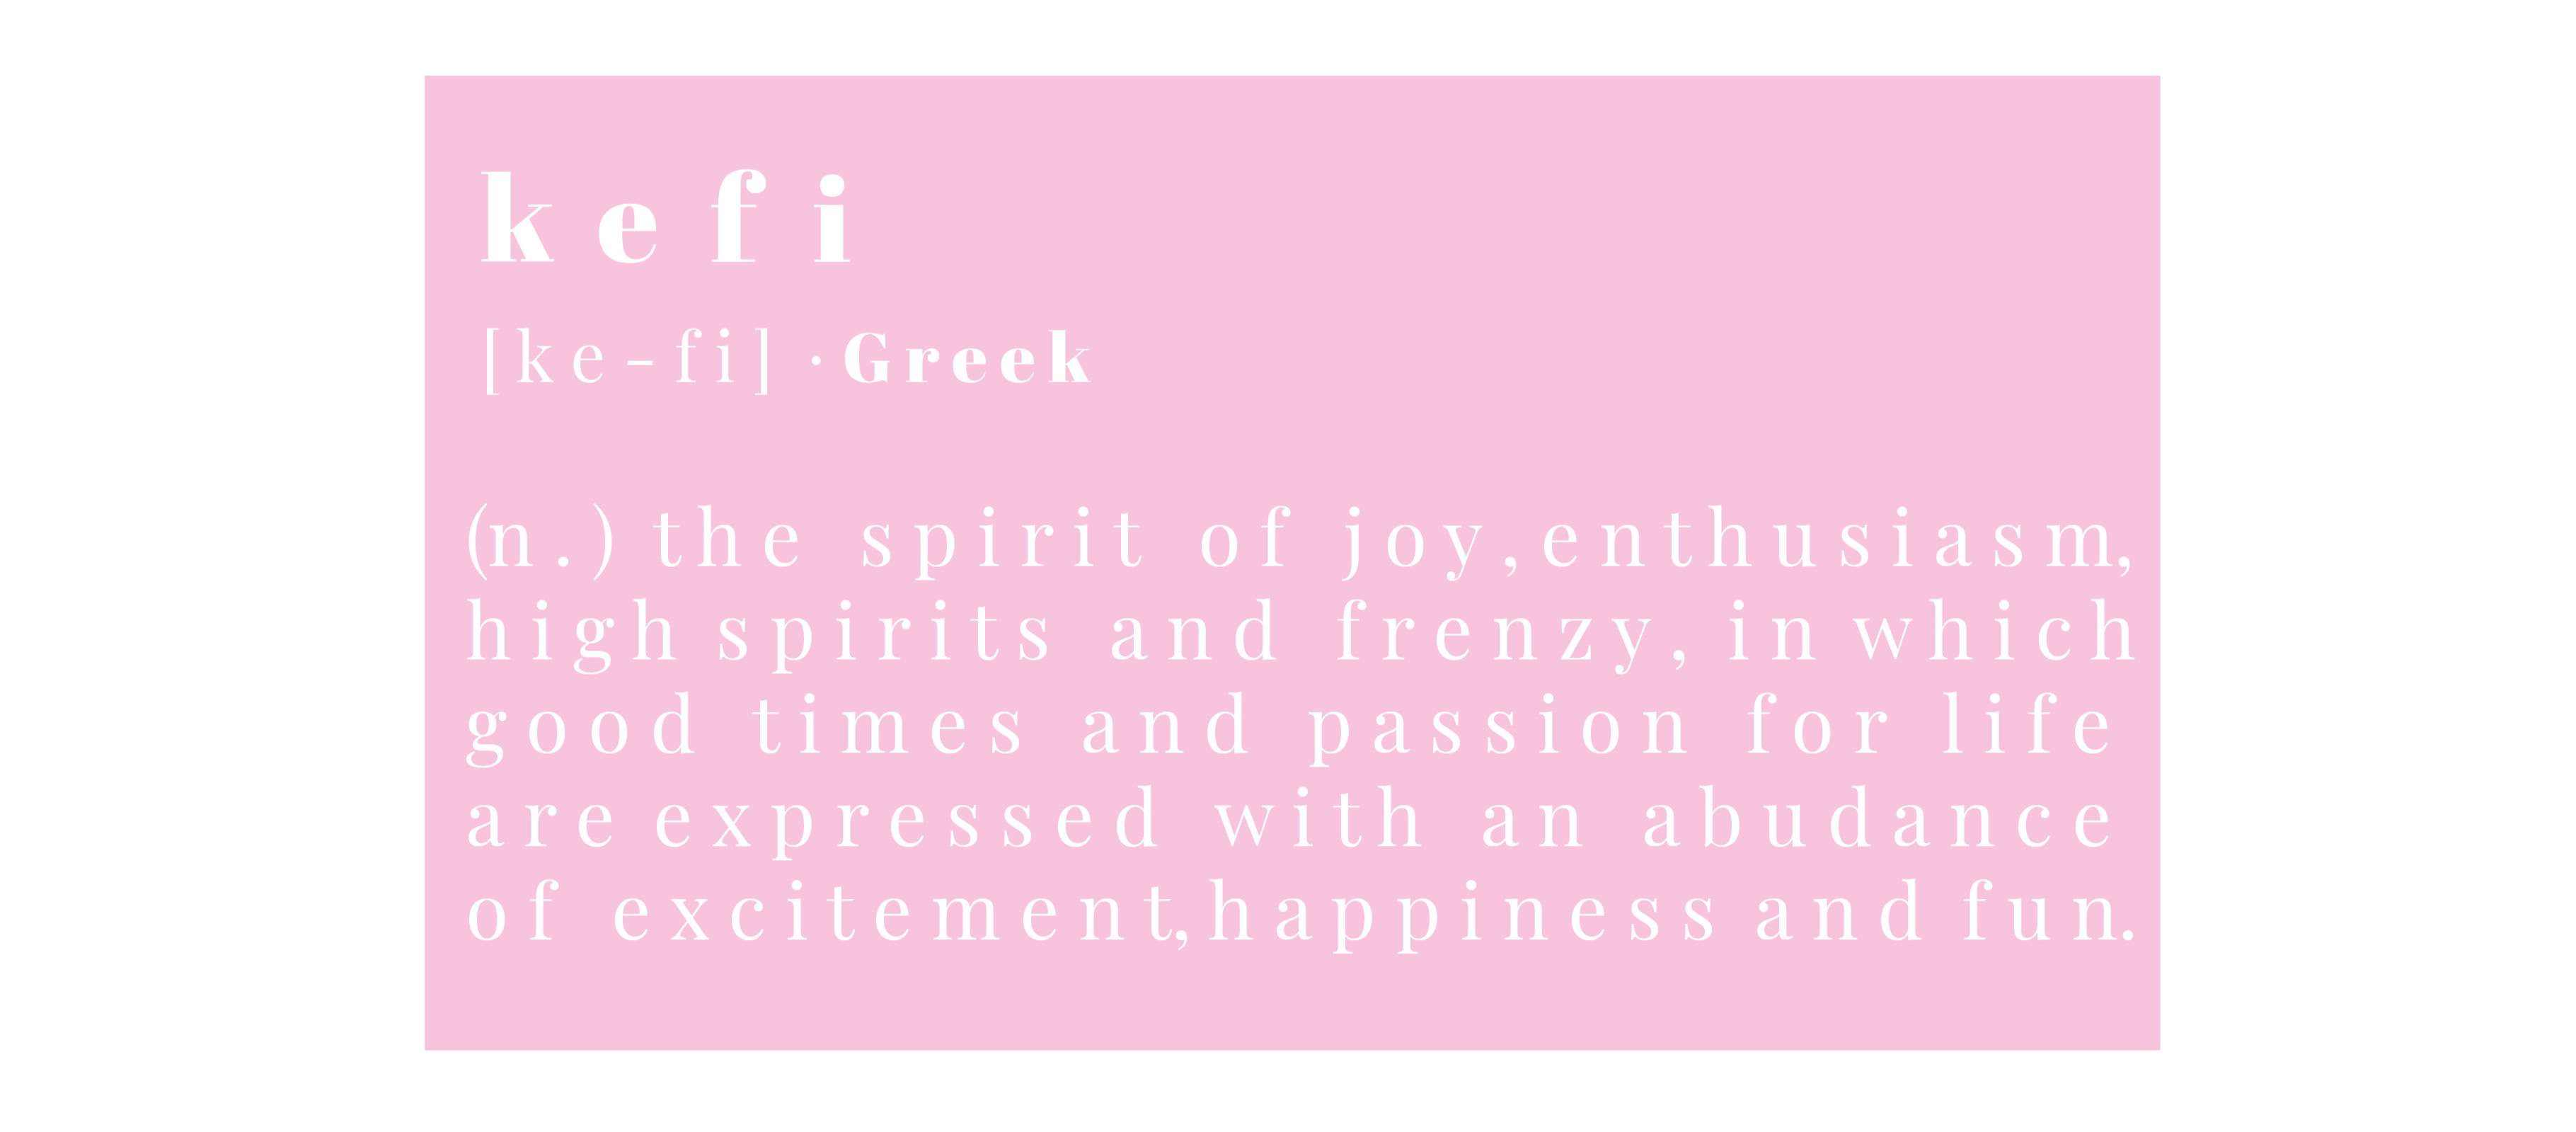 kefi
[ke-fi] · Greek
(n.) the spirit of joy,enthusiasm,
high spirits and frenzy, in which
good times and passion for life
are expressed with an abudance
of excitement,happiness and fun.